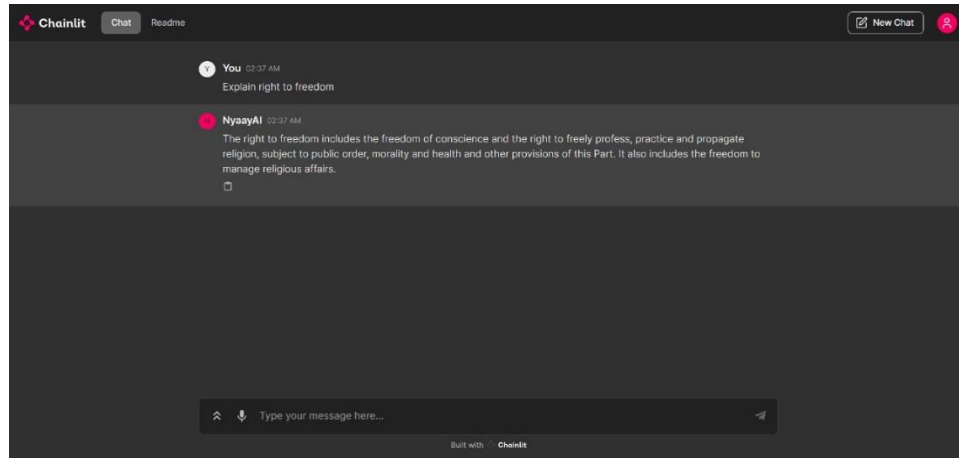 Chainlit Chat Readme New Chat
You 02:37 AM
Y
Explain right to freedom
NyaayAI 02:37 AM
The right to freedom includes the freedom of conscience and the right to freely profess, practice and propagate
religion, subject to public order, morality and health and other provisions of this Part. It also includes the freedom to
manage religious affairs.
Type your message here...
Built with Chainlit